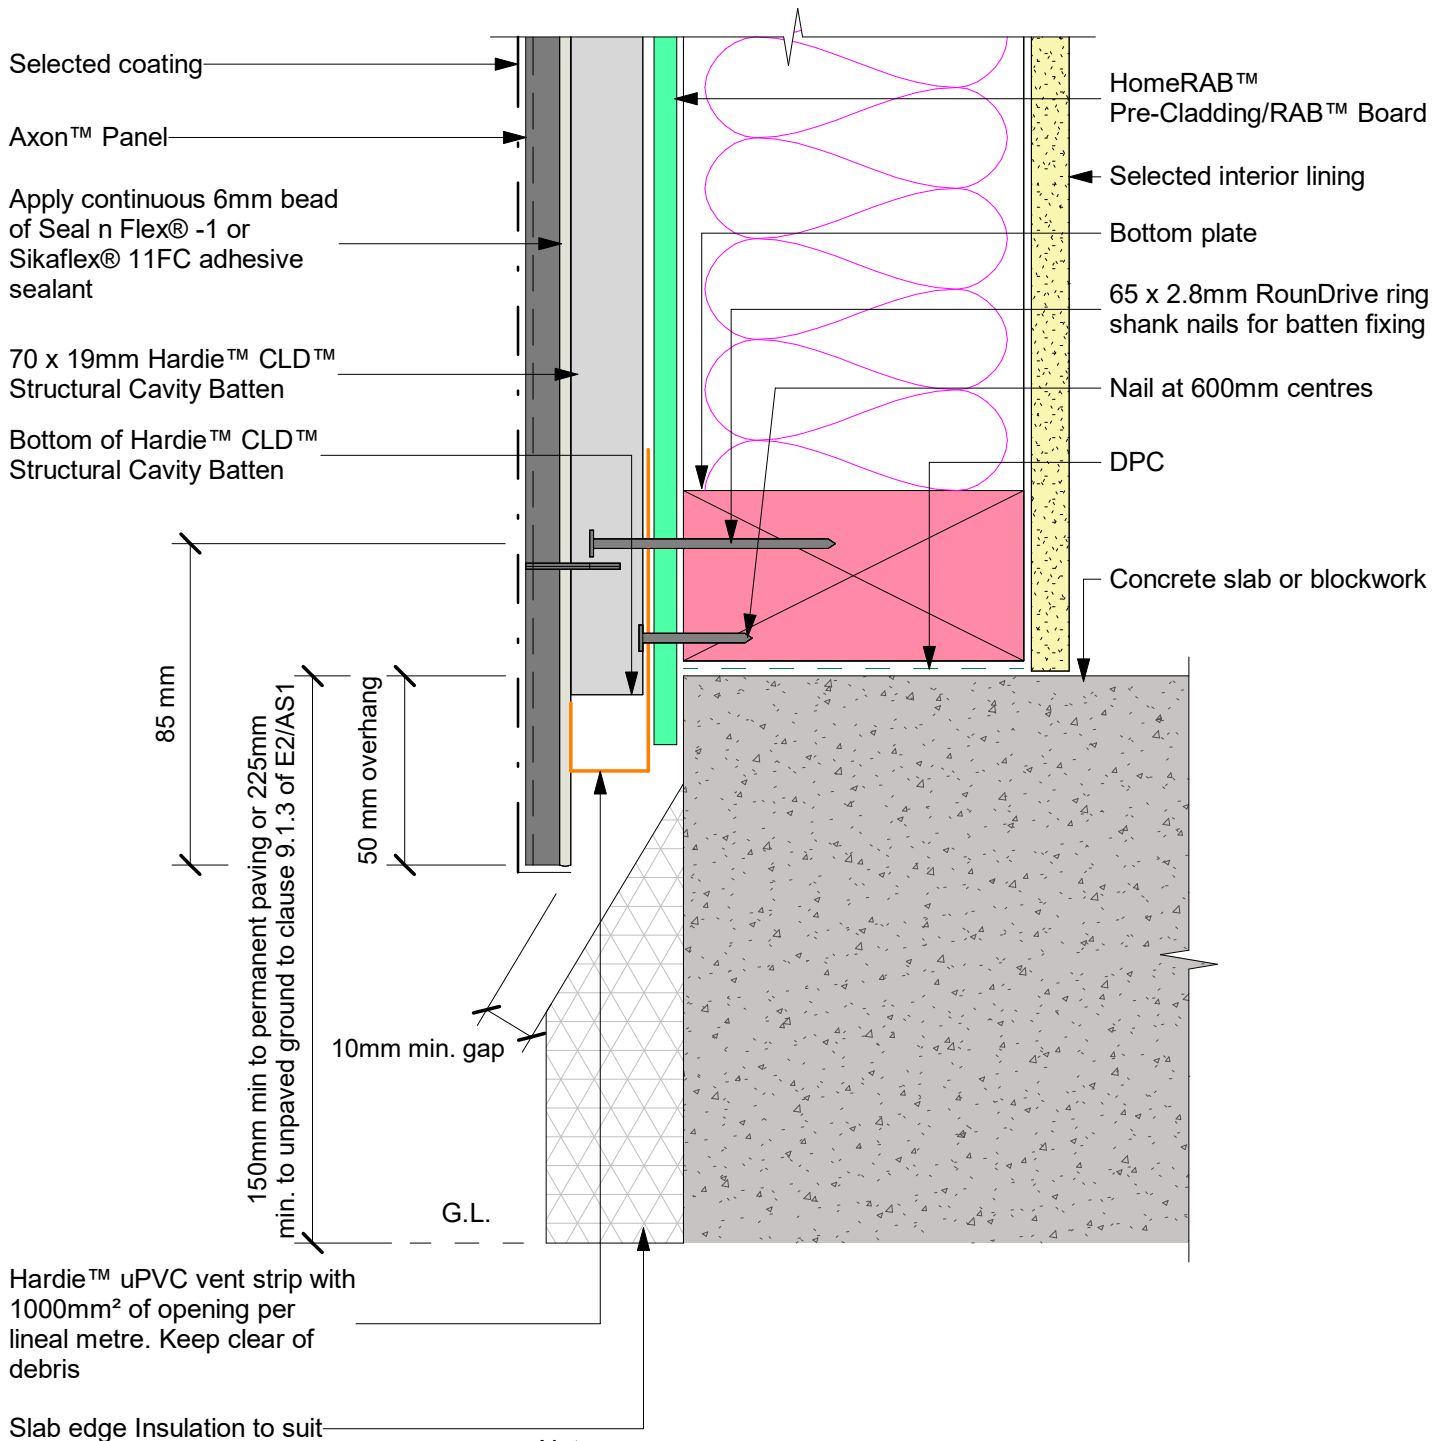 Selected coating
Axon™ Panel
Apply continuous 6mm bead
of Seal n Flex® -1 or
Sikaflex® 11FC adhesive
sealant
70 x 19mm Hardie™ CLD™
Structural Cavity Batten
Bottom of Hardie™ CLD™
Structural Cavity Batten
HomeRAB™
Pre-Cladding/RAB™ Board
Selected interior lining
Bottom plate
65 x 2.8mm RounDrive ring
shank nails for batten fixing
Nail at 600mm centres
DPC
Concrete slab or blockwork
85 mm
150mm min to permanent paving or 225mm
min. to unpaved ground to clause 9.1.3 of E2/AS1
50 mm overhang
10mm min. gap
G.L.
Hardie™ uPVC vent strip with
1000mm² of opening per
lineal metre. Keep clear of
debris
Slab edge Insulation to suit